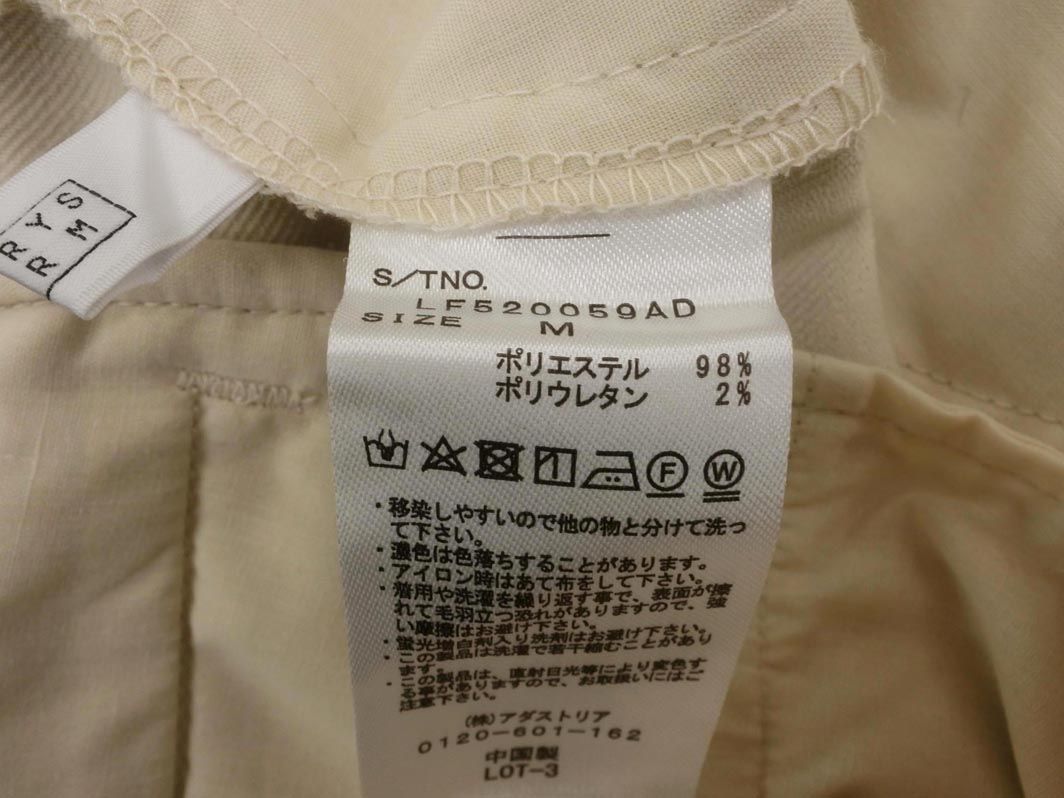 RY
RMS
S/TNO.
LF520059AD
SIZE M
ポリエステル 98%
ポリウレタン 2%
F W
・移染しやすいので他の物と分けて洗っ
て下さい。
・濃色は色落ちすることがあります。
・アイロン時はあて布をして下さい。
・着用や洗濯を繰り返す事で、表面が擦
れて毛羽立つ恐れがありますので、強
い摩擦はお避け下さい。
・蛍光増白剤入り洗剤はお避け下さい。
・この製品は洗濯で若干縮むことがあり
ます。
・この製品は、直射日光等により変色す
る事がありますので、お取扱いにはご
注意下さい。
(株)アダストリア
0120-601-162
中国製
LOT-3